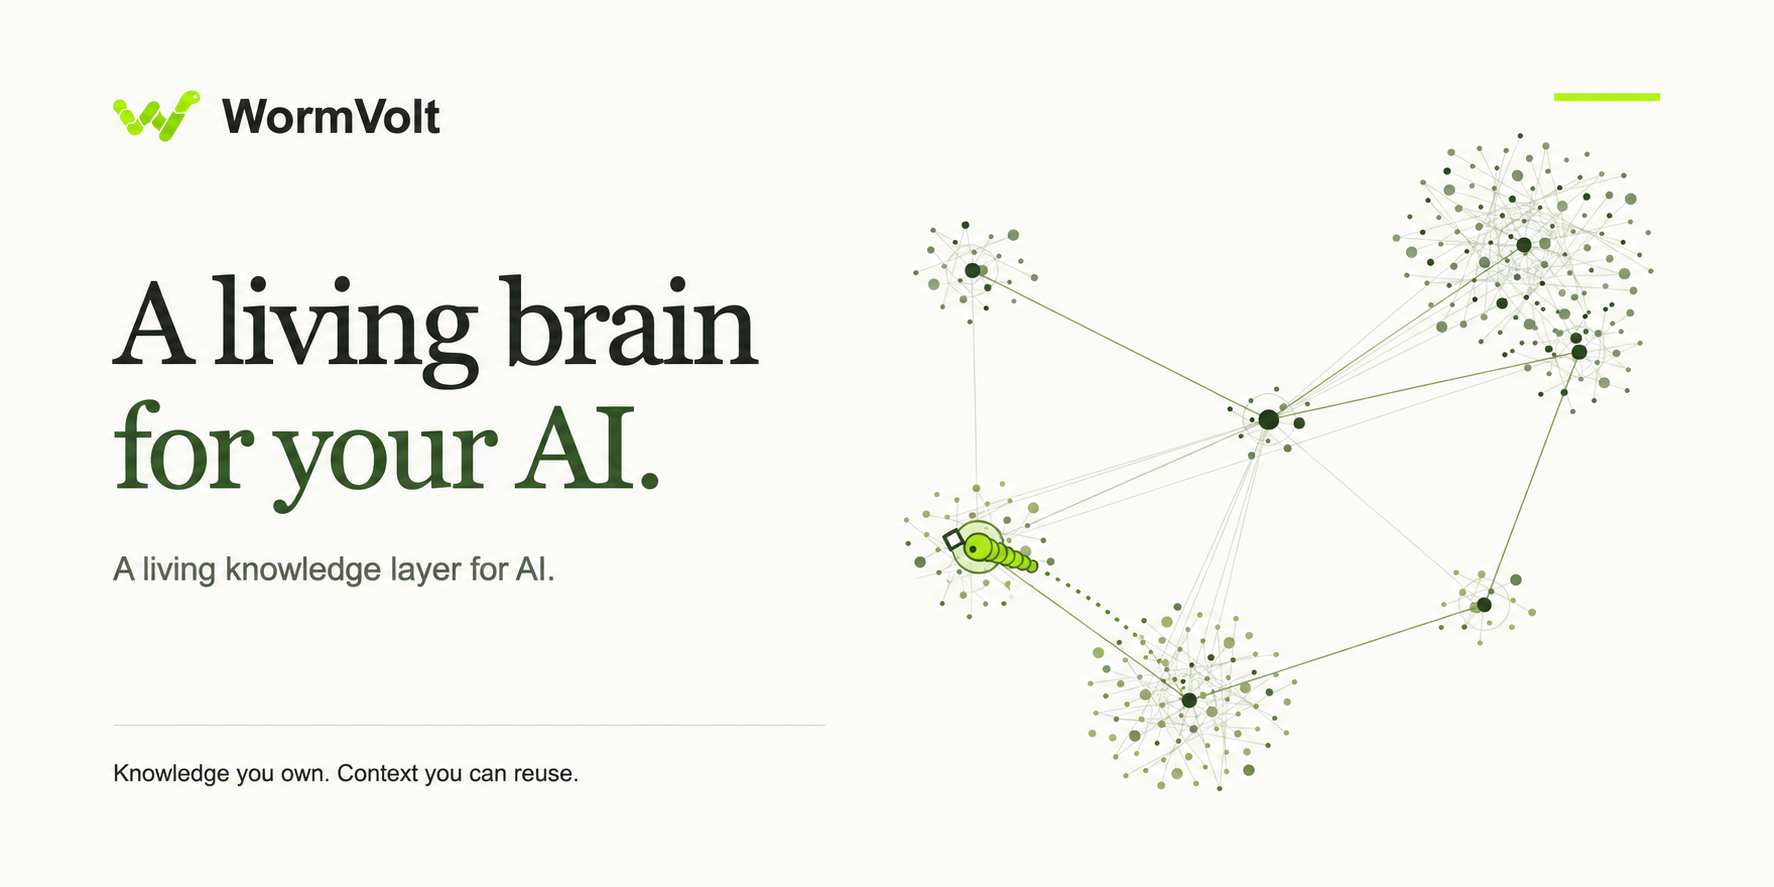 WormVolt
A living brain
for your AI.
A living knowledge layer for AI.
Knowledge you own. Context you can reuse.